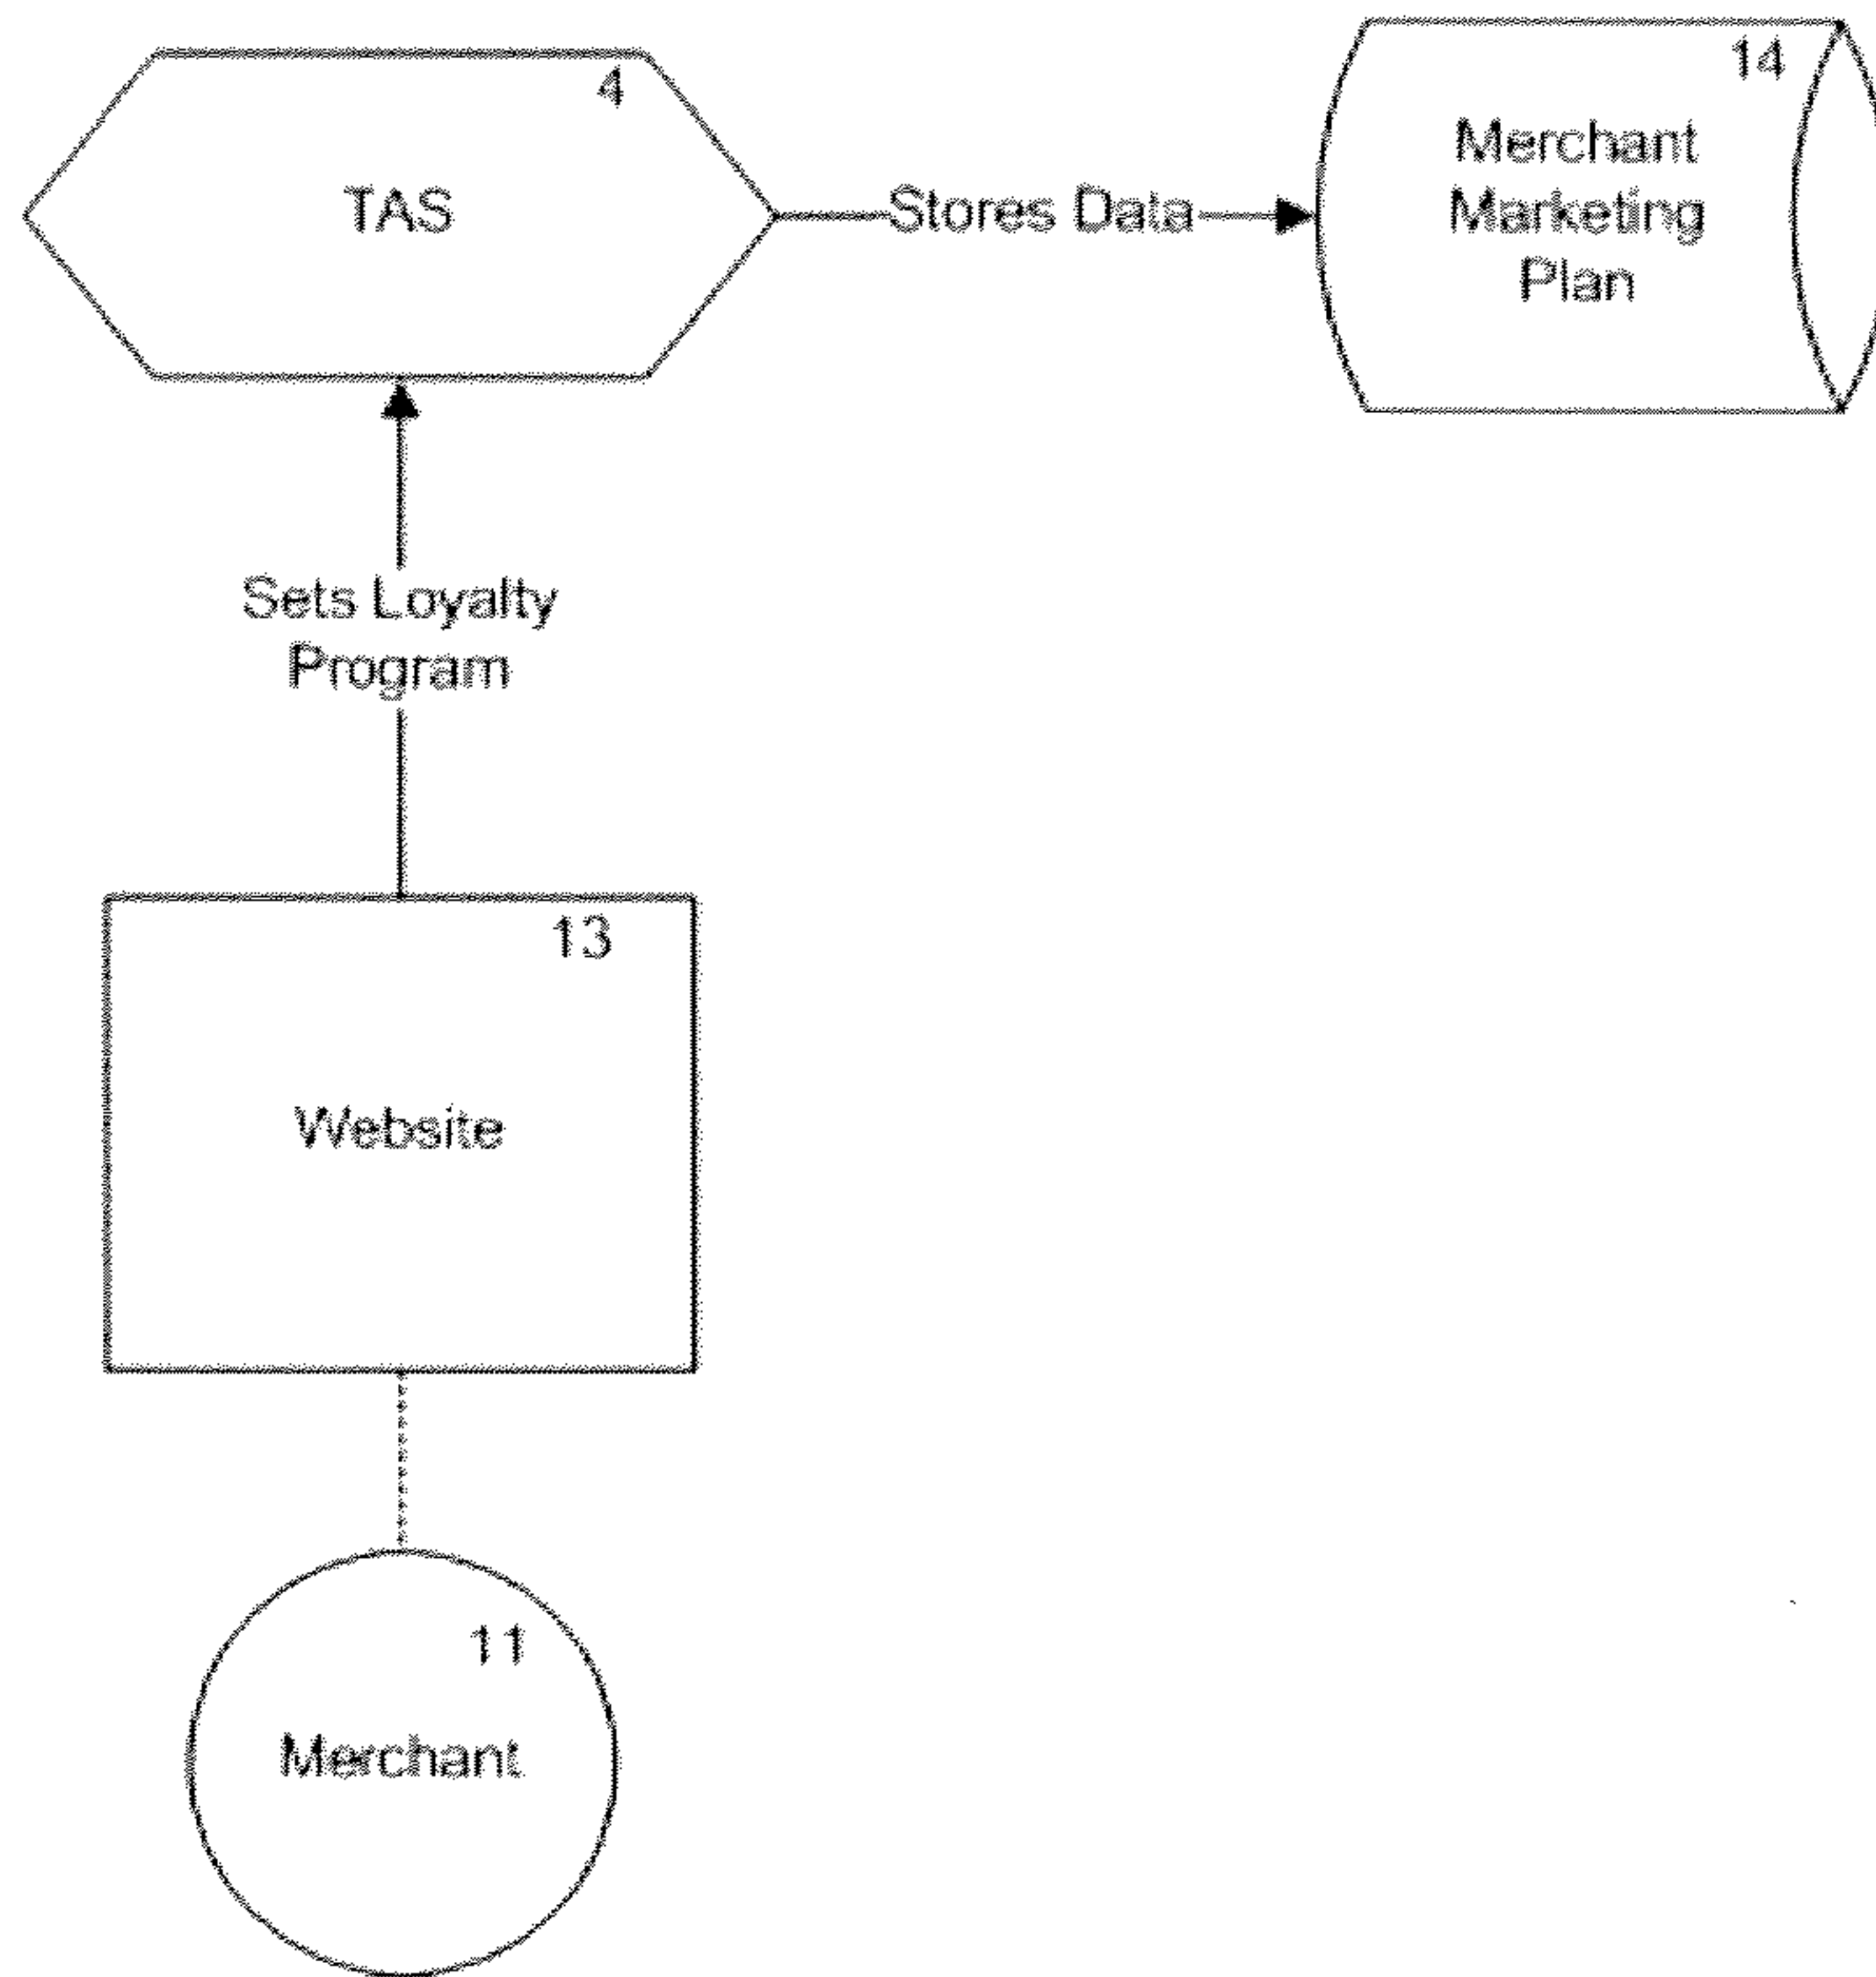 4
TAS
Stores Data
14
Merchant
Marketing
Plan
Sets Loyalty
Program
13
Website
11
Merchant